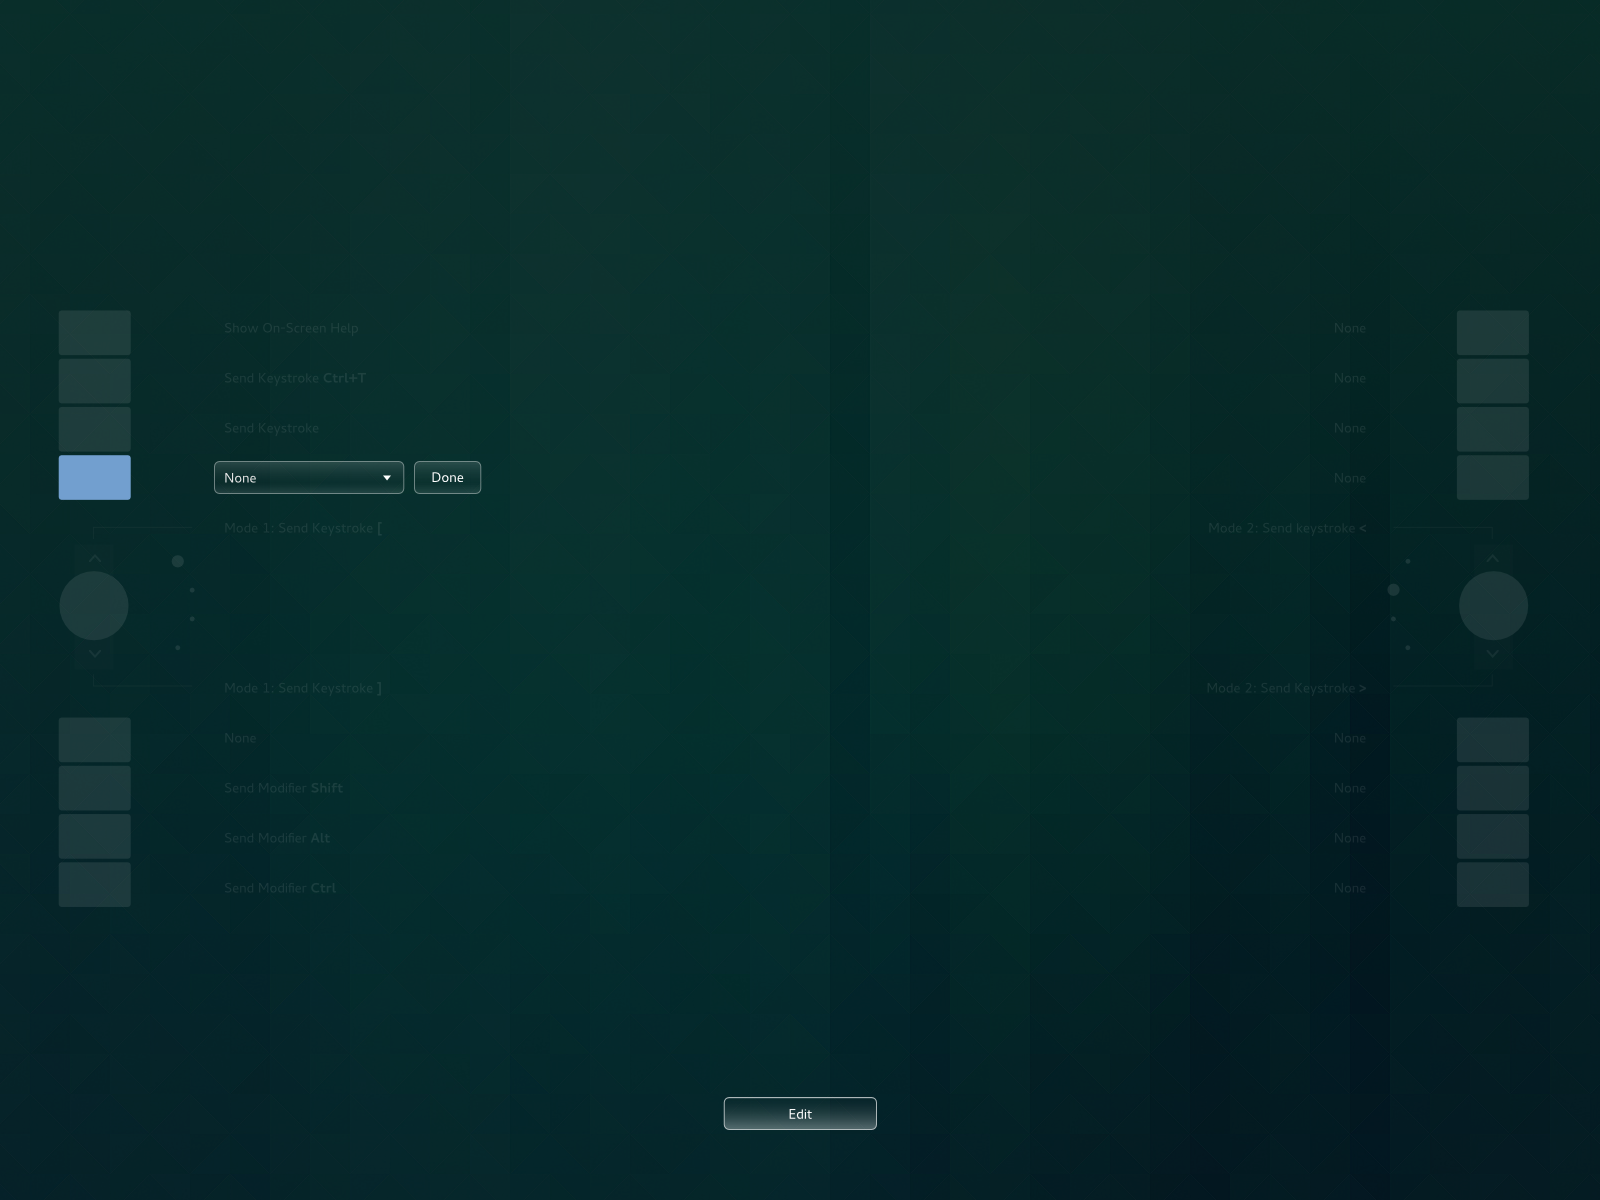 Show On-Screen Help
None
Send Keystroke Ctrl+T
None
Send Keystroke
None
None
Done
None
Mode 1: Send Keystroke [
Mode 2: Send keystroke <
Mode 1: Send Keystroke ]
Mode 2: Send Keystroke >
None
None
Send Modifier Shift
None
Send Modifier Alt
None
Send Modifier Ctrl
None
Edit